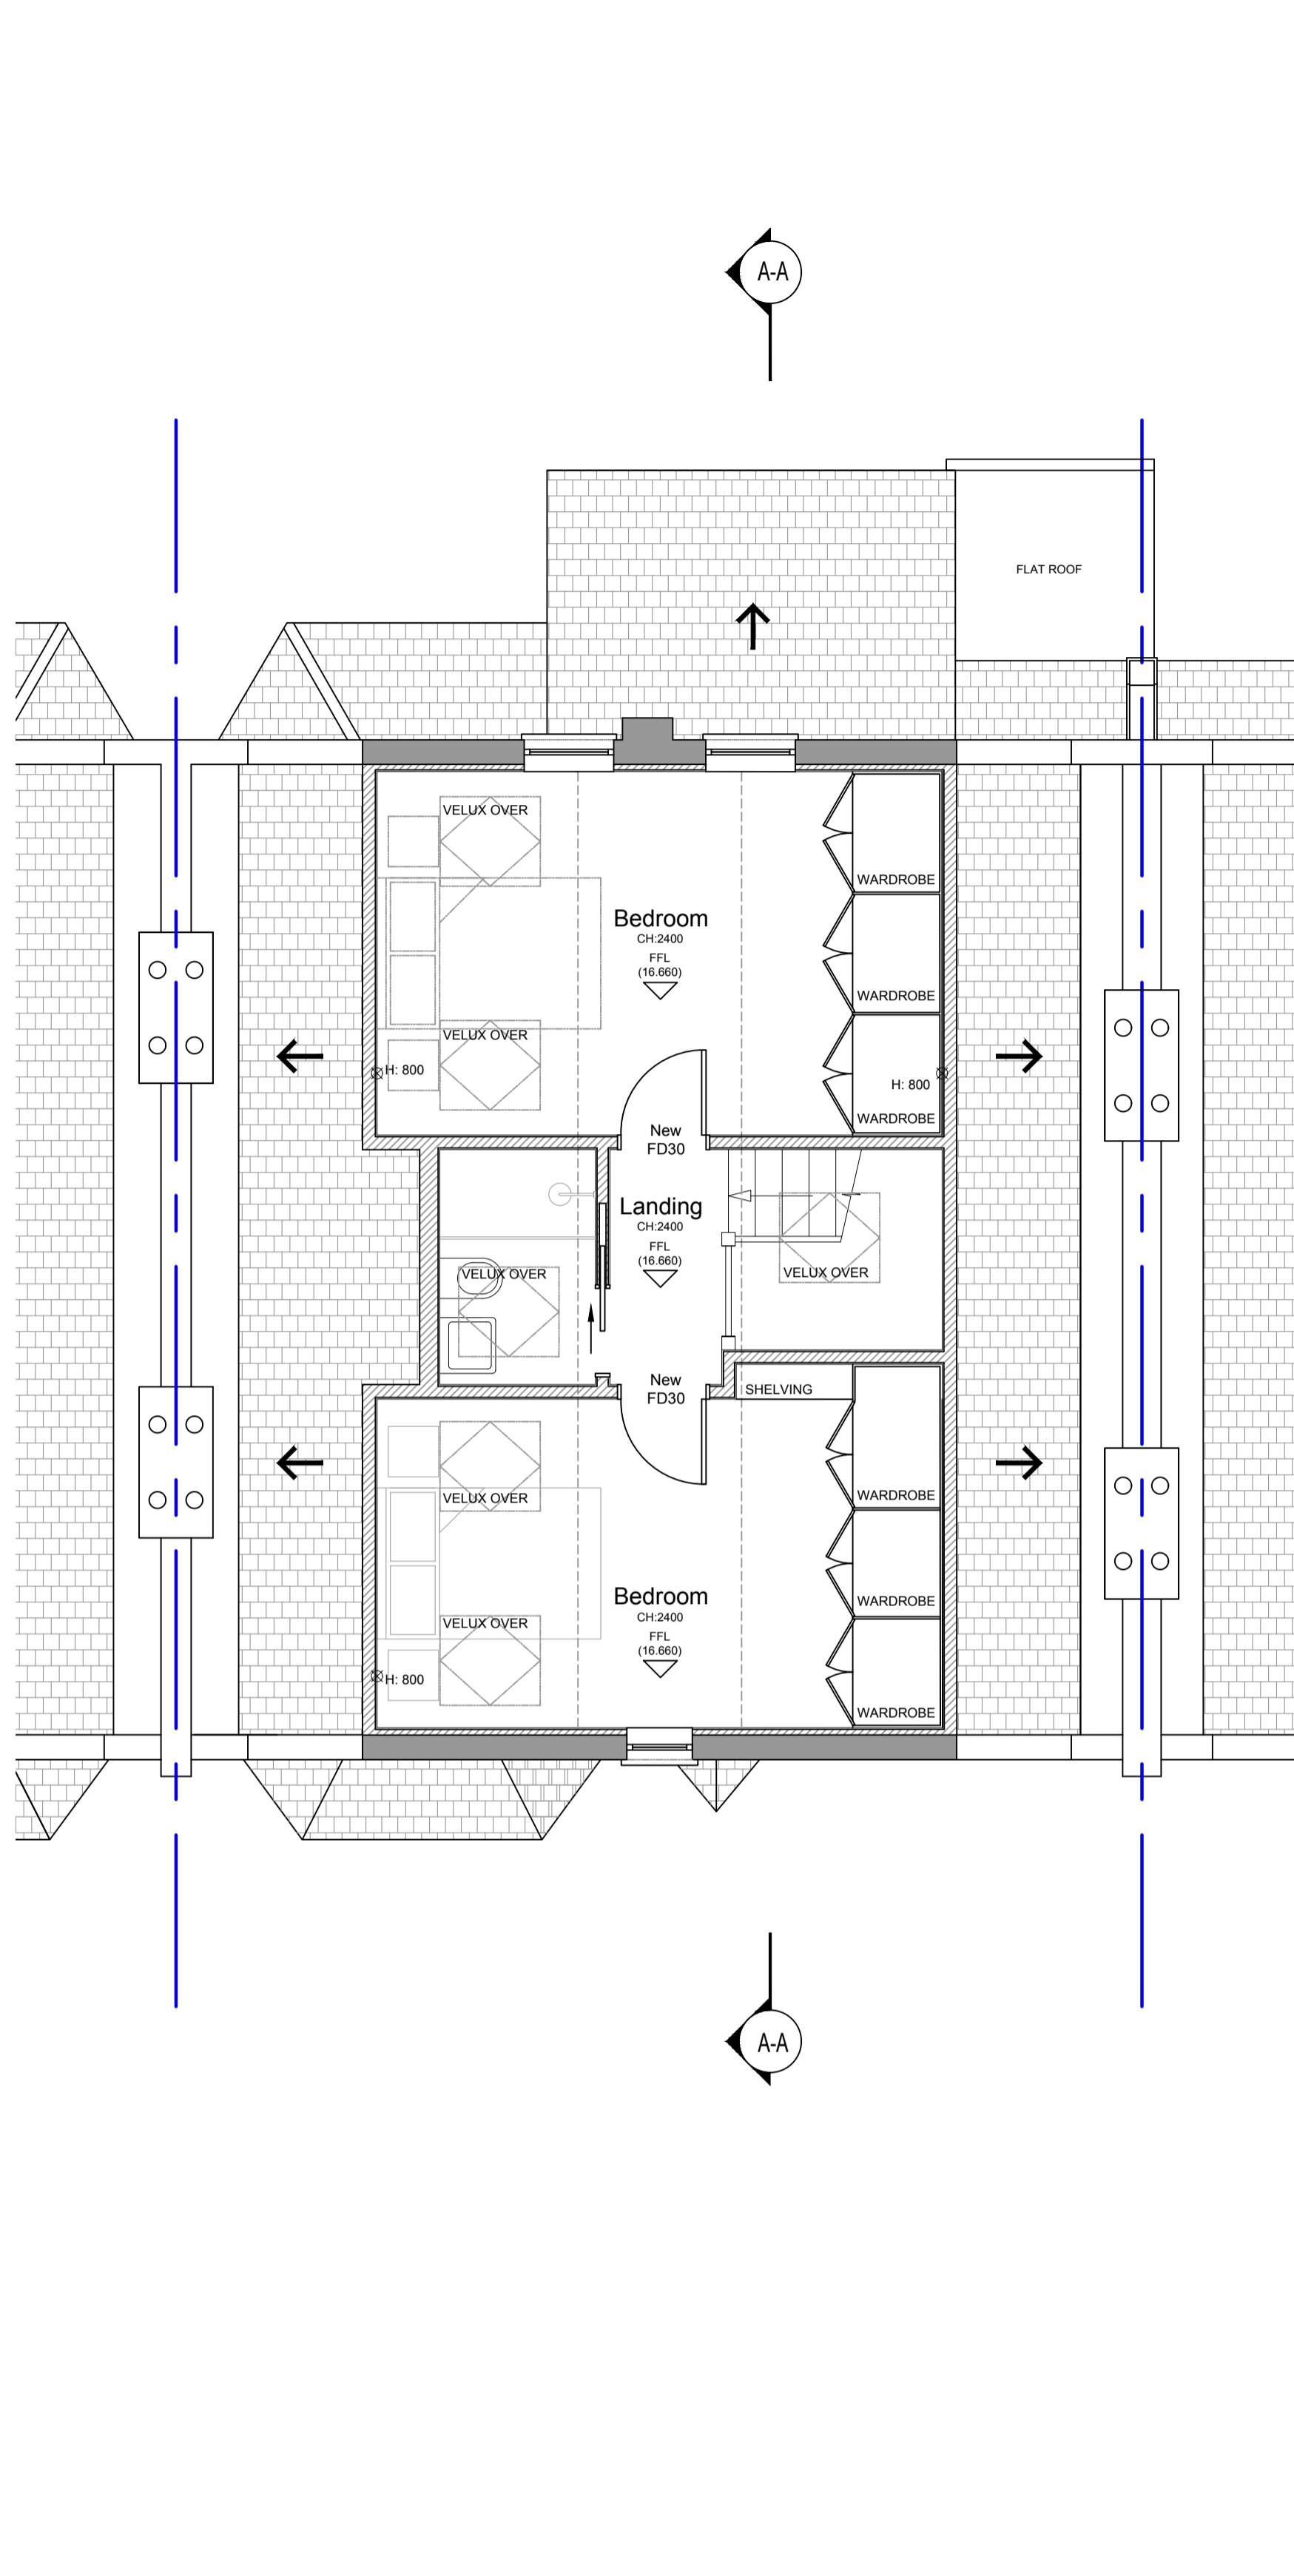 A-A
FLAT ROOF
VELUX OVER
WARDROBE
Bedroom
CH:2400
FFL
(16.660)
WARDROBE
VELUX OVER
H: 800
H: 800
WARDROBE
New
FD30
Landing
CH:2400
FFL
(16.660)
VELUX OVER
VELUX OVER
New
FD30
SHELVING
VELUX OVER
WARDROBE
Bedroom
CH:2400
FFL
(16.660)
WARDROBE
VELUX OVER
H: 800
WARDROBE
A-A